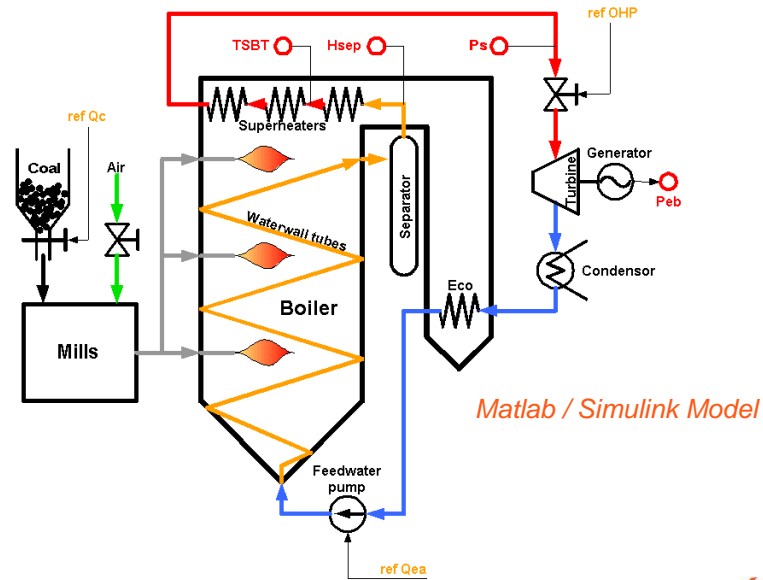 ref OHP
TSBT
Hsep
Ps
Superheaters
ref Qc
Coal
Air
Waterwall tubes
Separator
Turbine
Generator
Peb
Condensor
Eco
Boiler
Mills
Matlab / Simulink Model
Feedwater
pump
ref Qea